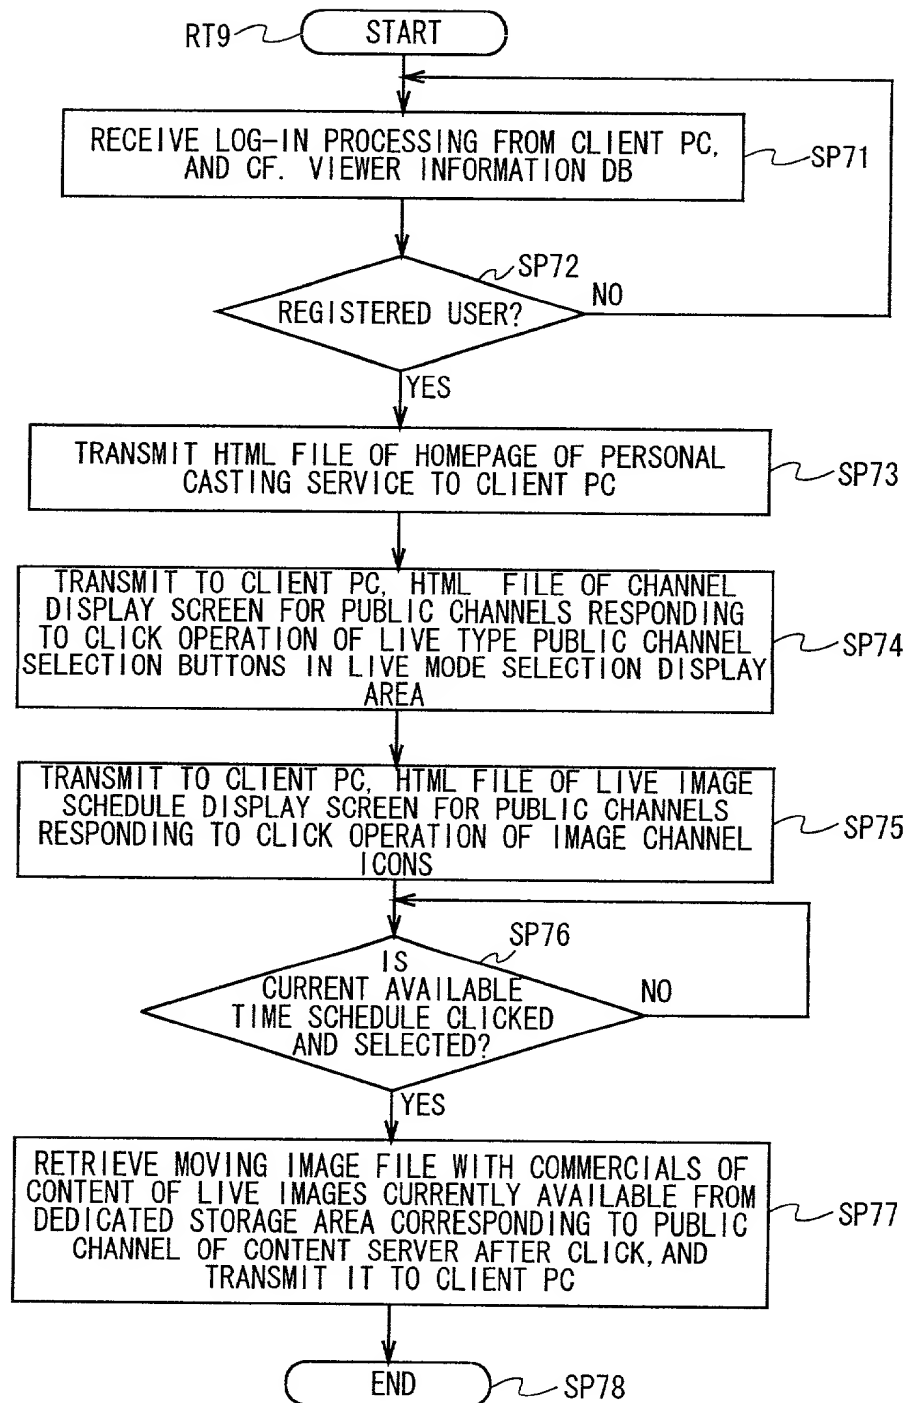 RT9
START
RECEIVE LOG-IN PROCESSING FROM CLIENT PC,
AND CF. VIEWER INFORMATION DB
SP71
SP72
REGISTERED USER?
NO
YES
TRANSMIT HTML FILE OF HOMEPAGE OF PERSONAL
CASTING SERVICE TO CLIENT PC
SP73
TRANSMIT TO CLIENT PC, HTML FILE OF CHANNEL
DISPLAY SCREEN FOR PUBLIC CHANNELS RESPONDING
TO CLICK OPERATION OF LIVE TYPE PUBLIC CHANNEL
SELECTION BUTTONS IN LIVE MODE SELECTION DISPLAY
AREA
SP74
TRANSMIT TO CLIENT PC, HTML FILE OF LIVE IMAGE
SCHEDULE DISPLAY SCREEN FOR PUBLIC CHANNELS
RESPONDING TO CLICK OPERATION OF IMAGE CHANNEL
ICONS
SP75
SP76
IS
CURRENT AVAILABLE
TIME SCHEDULE CLICKED
AND SELECTED?
NO
YES
RETRIEVE MOVING IMAGE FILE WITH COMMERCIALS OF
CONTENT OF LIVE IMAGES CURRENTLY AVAILABLE FROM
DEDICATED STORAGE AREA CORRESPONDING TO PUBLIC
CHANNEL OF CONTENT SERVER AFTER CLICK, AND
TRANSMIT IT TO CLIENT PC
SP77
END
SP78